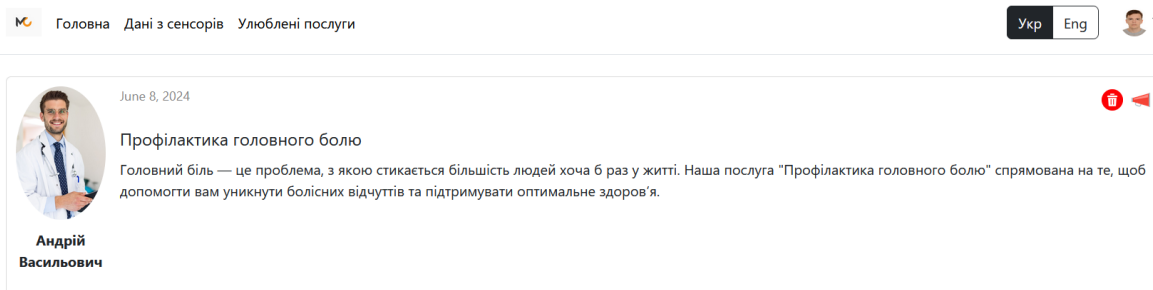 MC Головна Дані з сенсорів Улюблені послуги Укр Eng
June 8, 2024
Профілактика головного болю
Головний біль — це проблема, з якою стикається більшість людей хоча б раз у житті. Наша послуга "Профілактика головного болю" спрямована на те, щоб
допомогти вам уникнути болісних відчуттів та підтримувати оптимальне здоров’я.
Андрій
Васильович